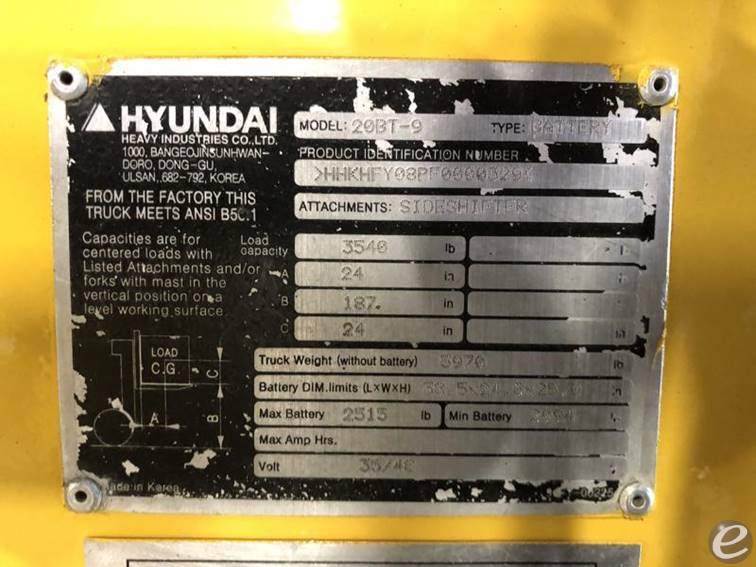 HYUNDAI
HEAVY INDUSTRIES CO., LTD.
1000, BANGEOJINSUNHWAN-
DORO, DONG-GU,
ULSAN, 682-792, KOREA
FROM THE FACTORY THIS
TRUCK MEETS ANSI B56.1
MODEL: 20BT-9 TYPE: BATTERY
PRODUCT IDENTIFICATION NUMBER
ATTACHMENTS: SIDESHIFTER
Capacities are for
centered loads with
Listed Attachments and/or
forks with mast in the
vertical position on a
level working surface.
Load capacity 3540 lb
A 24 in
B 187. in
C 24 in
LOAD
C.G.
C
B
A
Truck Weight (without battery) lb
Battery DIM.limits (L×W×H) in
Max Battery 2515 lb Min Battery
Max Amp Hrs.
Volt
Made in Korea
e